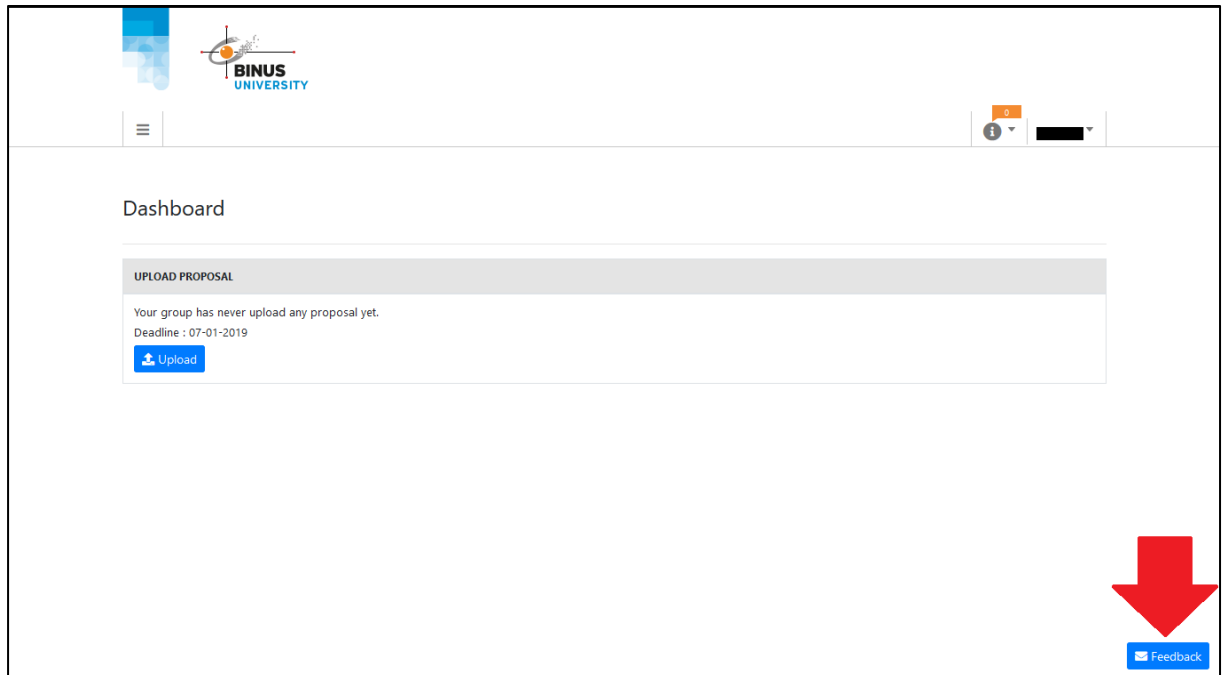 BINUS
UNIVERSITY
0
Dashboard
UPLOAD PROPOSAL
Your group has never upload any proposal yet.
Deadline : 07-01-2019
Upload
Feedback